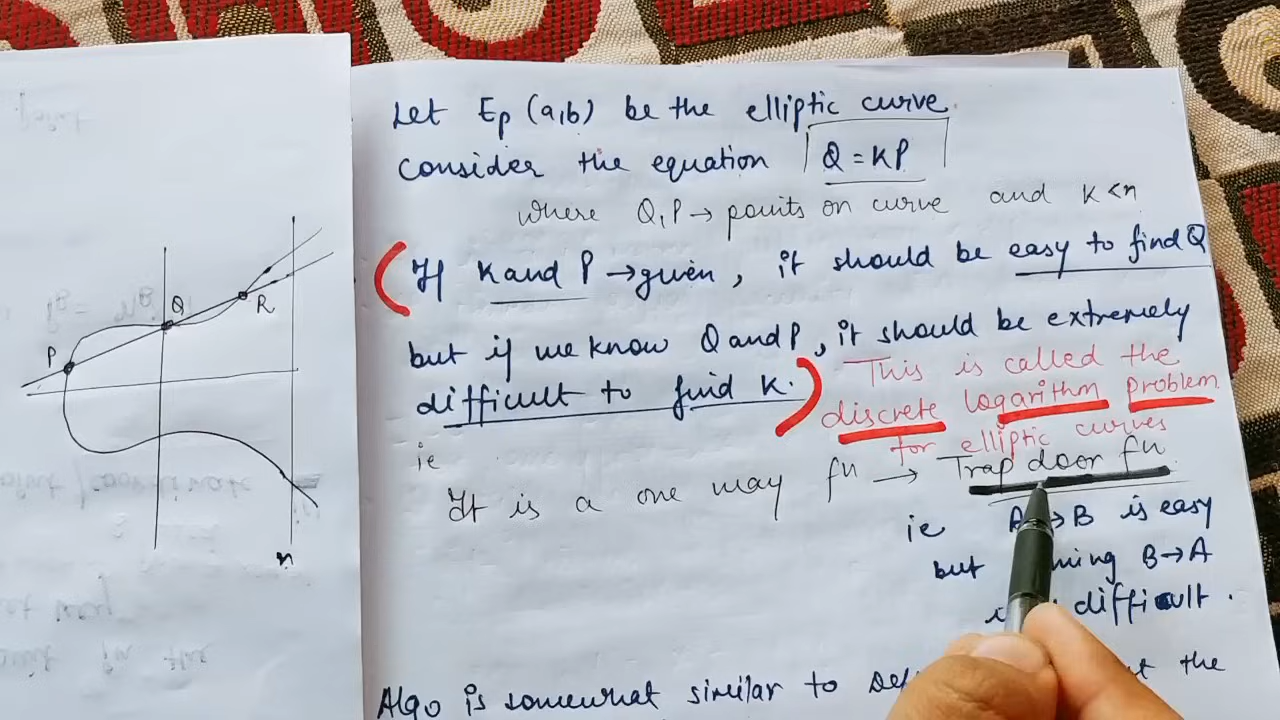 Let Ep (a,b) be the elliptic curve.
consider the equation Q = KP
where Q, P → points on curve and K < n
If K and P → given, it should be easy to find Q
but if we know Q and P, it should be extremely
difficult to find K.
This is called the
discrete logarithm problem
for elliptic curves
ie
It is a one way fn → Trap door fn.
ie A → B is easy
but B → A
difficult.
Algo is somewhat similar to the
P
Q
R
n